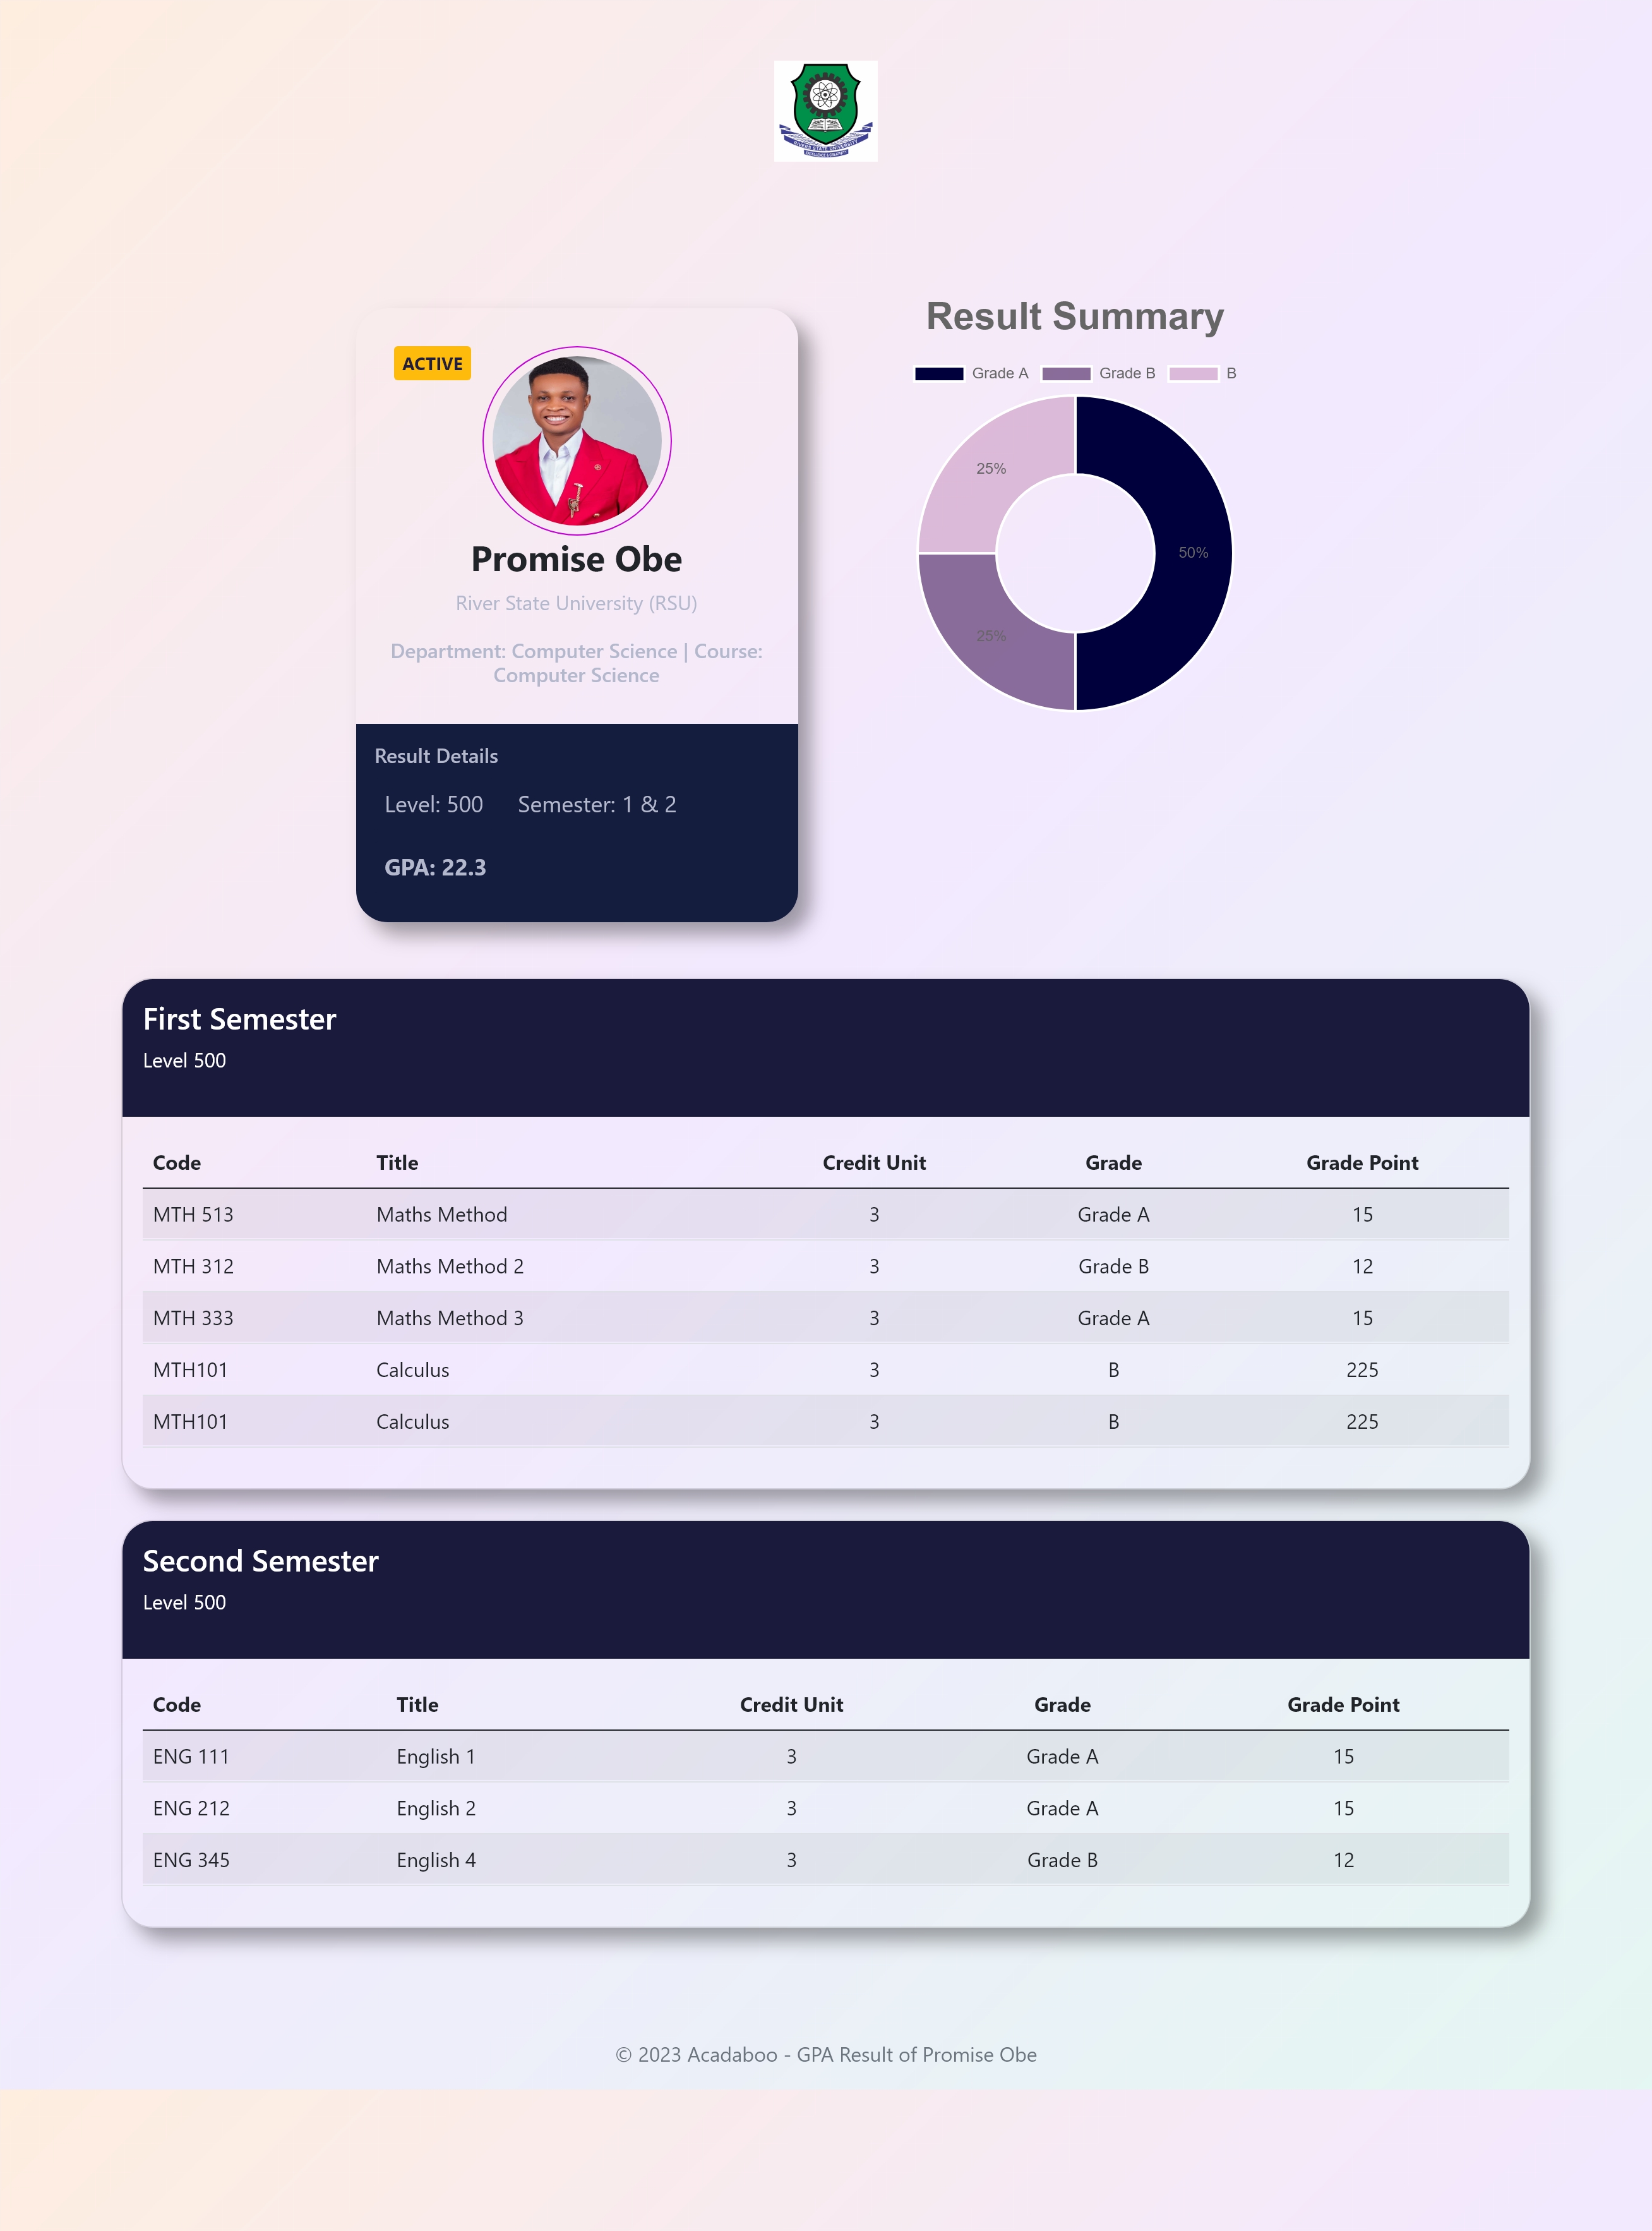 RIVERS STATE UNIVERSITY
Result Summary
Grade A Grade B B
25%
50%
25%
ACTIVE
Promise Obe
River State University (RSU)
Department: Computer Science | Course:
Computer Science
Result Details
Level: 500 Semester: 1 & 2
GPA: 22.3
First Semester
Level 500
Code Title Credit Unit Grade Grade Point
MTH 513 Maths Method 3 Grade A 15
MTH 312 Maths Method 2 3 Grade B 12
MTH 333 Maths Method 3 3 Grade A 15
MTH101 Calculus 3 B 225
MTH101 Calculus 3 B 225
Second Semester
Level 500
Code Title Credit Unit Grade Grade Point
ENG 111 English 1 3 Grade A 15
ENG 212 English 2 3 Grade A 15
ENG 345 English 4 3 Grade B 12
© 2023 Acadaboo - GPA Result of Promise Obe